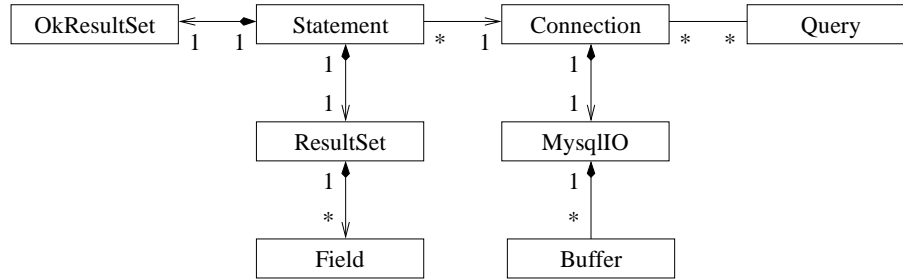 OkResultSet Statement Connection Query
1 1 * 1 * *
1 1
1 1
ResultSet MysqlIO
1 1
* *
Field Buffer